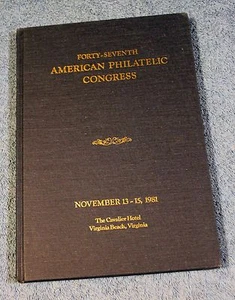 FORTY-SEVENTH
AMERICAN PHILATELIC
CONGRESS
NOVEMBER 13-15, 1981
The Cavalier Hotel
Virginia Beach, Virginia